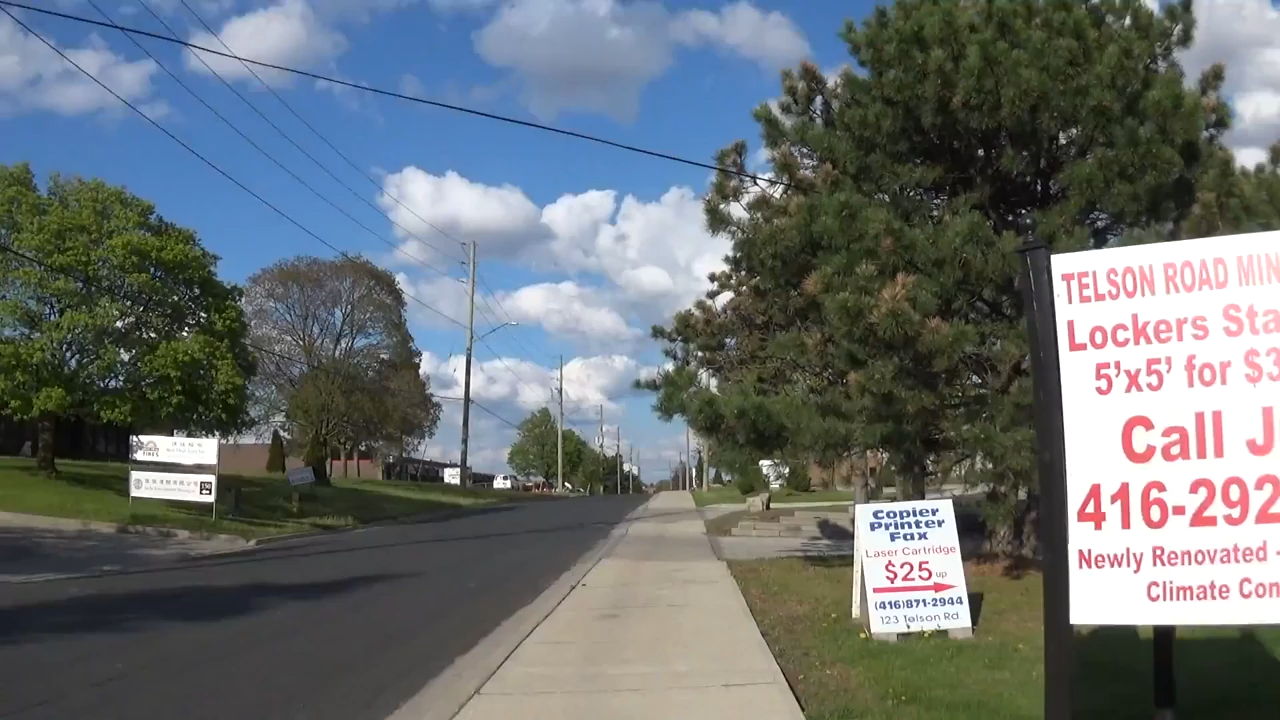 TELSON ROAD MIN
Lockers Sta
5'x5' for $3
Call J
416-292
Newly Renovated -
Climate Con
Copier
Printer
Fax
Laser Cartridge
$25 up
(416)871-2944
123 Telson Rd.
TIRES